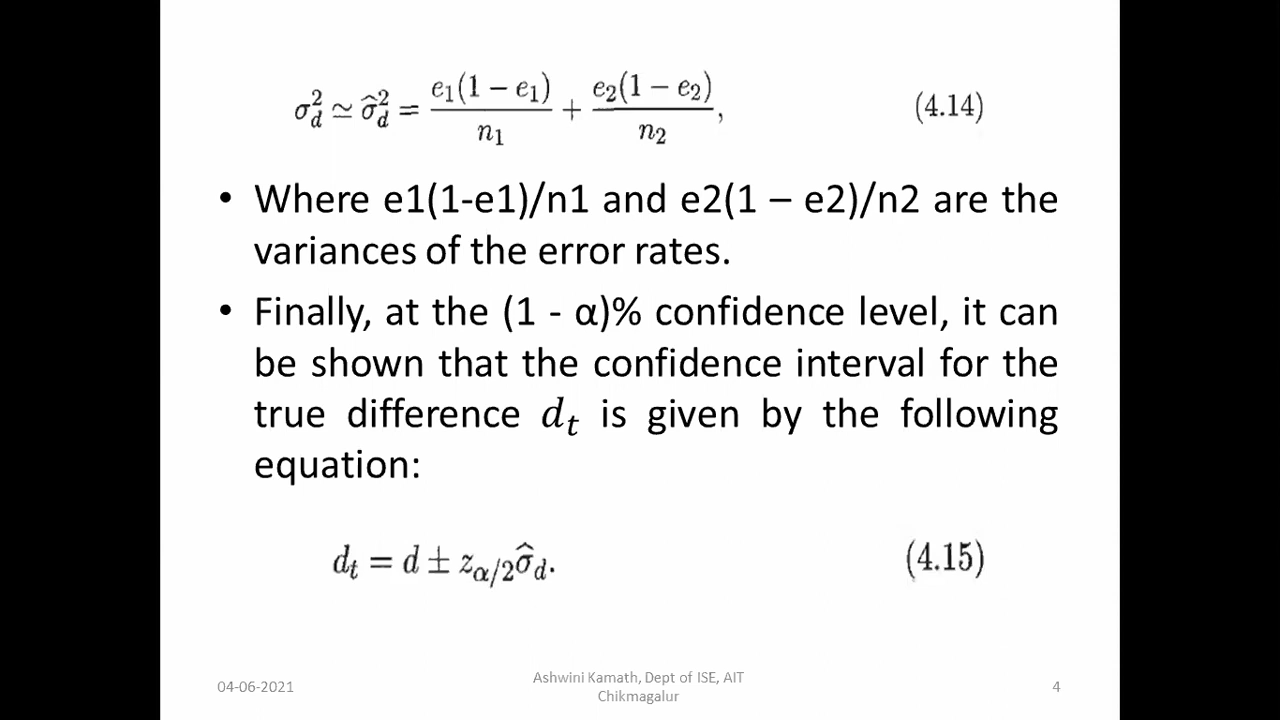 σ_d^2 ≃ σ̂_d^2 = e_1(1 − e_1)/n_1 + e_2(1 − e_2)/n_2, (4.14)
• Where e1(1-e1)/n1 and e2(1 – e2)/n2 are the
variances of the error rates.
• Finally, at the (1 - α)% confidence level, it can
be shown that the confidence interval for the
true difference d_t is given by the following
equation:
d_t = d ± z_{α/2}σ̂_d. (4.15)
04-06-2021
Ashwini Kamath, Dept of ISE, AIT
Chikmagalur
4